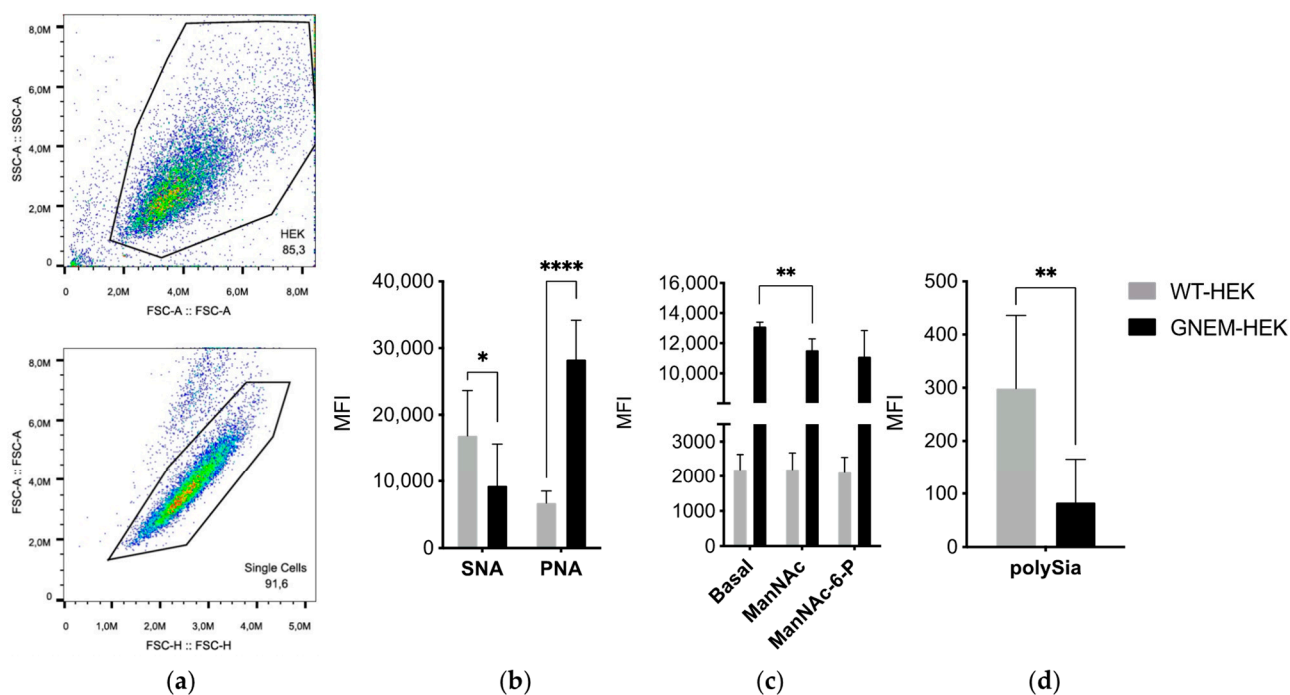 8,0M
6,0M
4,0M
2,0M
0
SSC-A :: SSC-A
HEK
85,3
0 2,0M 4,0M 6,0M 8,0M
FSC-A :: FSC-A
8,0M
6,0M
4,0M
2,0M
0
FSC-A :: FSC-A
Single Cells
91,6
0 1,0M 2,0M 3,0M 4,0M 5,0M
FSC-H :: FSC-H
(a)
MFI
40,000
30,000
20,000
10,000
0
*
****
SNA PNA
(b)
MFI
16,000
14,000
12,000
10,000
3000
2000
1000
0
**
Basal
ManNAc
ManNAc-6-P
(c)
MFI
500
400
300
200
100
0
**
polySia
(d)
WT-HEK
GNEM-HEK